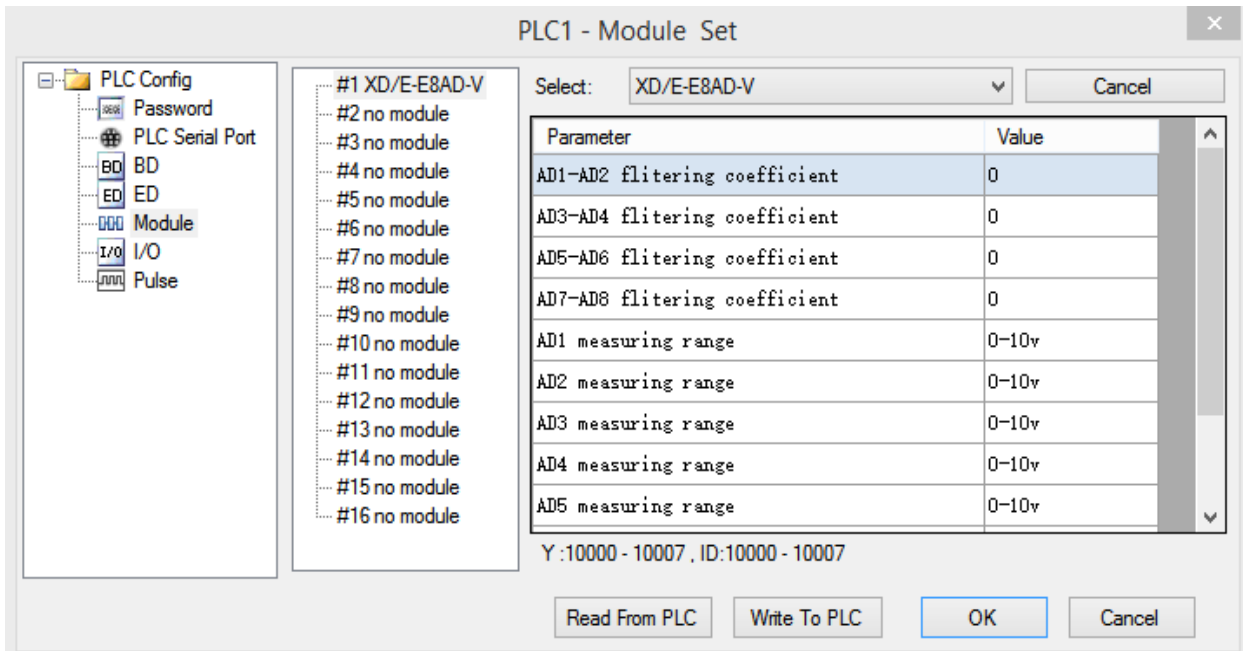 PLC1 - Module Set
PLC Config
Password
PLC Serial Port
BD BD
ED ED
Module
I/O I/O
Pulse
#1 XD/E-E8AD-V
#2 no module
#3 no module
#4 no module
#5 no module
#6 no module
#7 no module
#8 no module
#9 no module
#10 no module
#11 no module
#12 no module
#13 no module
#14 no module
#15 no module
#16 no module
Select: XD/E-E8AD-V Cancel
Parameter Value
AD1-AD2 flitering coefficient 0
AD3-AD4 flitering coefficient 0
AD5-AD6 flitering coefficient 0
AD7-AD8 flitering coefficient 0
AD1 measuring range 0-10v
AD2 measuring range 0-10v
AD3 measuring range 0-10v
AD4 measuring range 0-10v
AD5 measuring range 0-10v
Y :10000 - 10007 , ID:10000 - 10007
Read From PLC Write To PLC OK Cancel